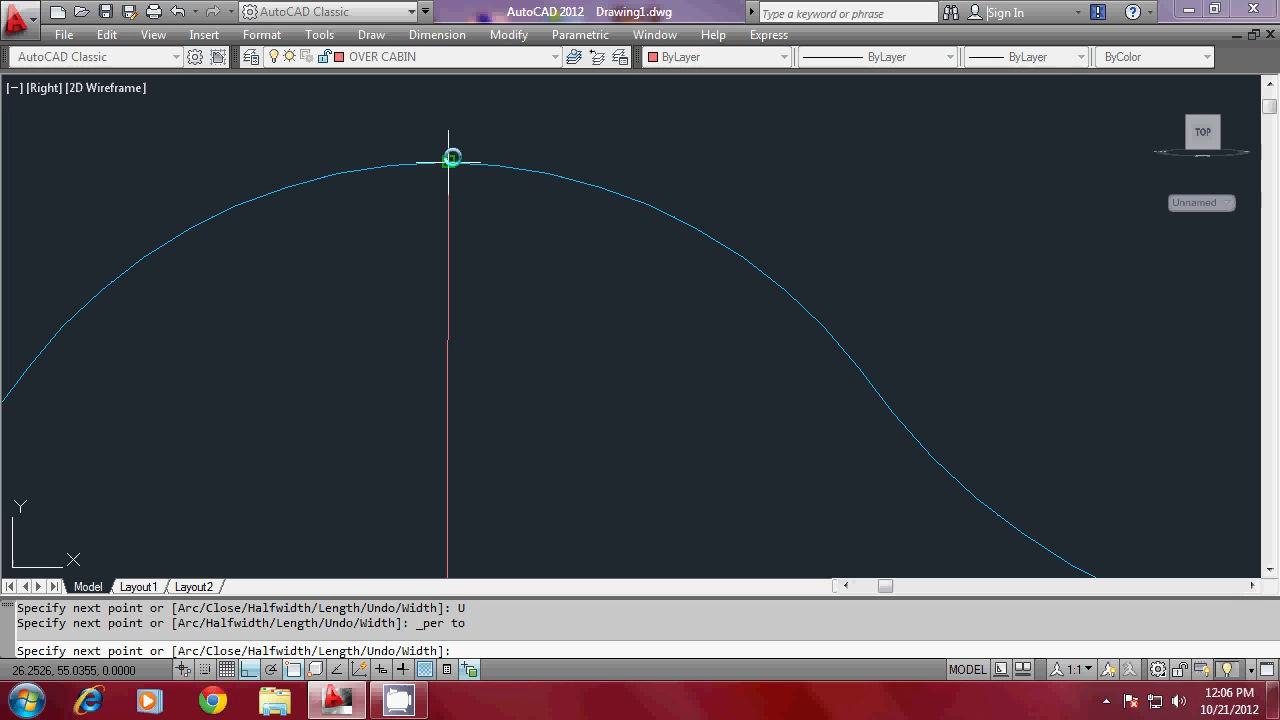 AutoCAD Classic
AutoCAD 2012 Drawing1.dwg
Type a keyword or phrase
Sign In
File Edit View Insert Format Tools Draw Dimension Modify Parametric Window Help Express
AutoCAD Classic
OVER CABIN
ByLayer
ByLayer
ByLayer
ByColor
[−] [Right] [2D Wireframe]
TOP
Unnamed
Y
X
Model Layout1 Layout2
Specify next point or [Arc/Close/Halfwidth/Length/Undo/Width]: U
Specify next point or [Arc/Halfwidth/Length/Undo/Width]: _per to
Specify next point or [Arc/Close/Halfwidth/Length/Undo/Width]:
26.2526, 55.0355, 0.0000
MODEL
1:1
12:06 PM
10/21/2012